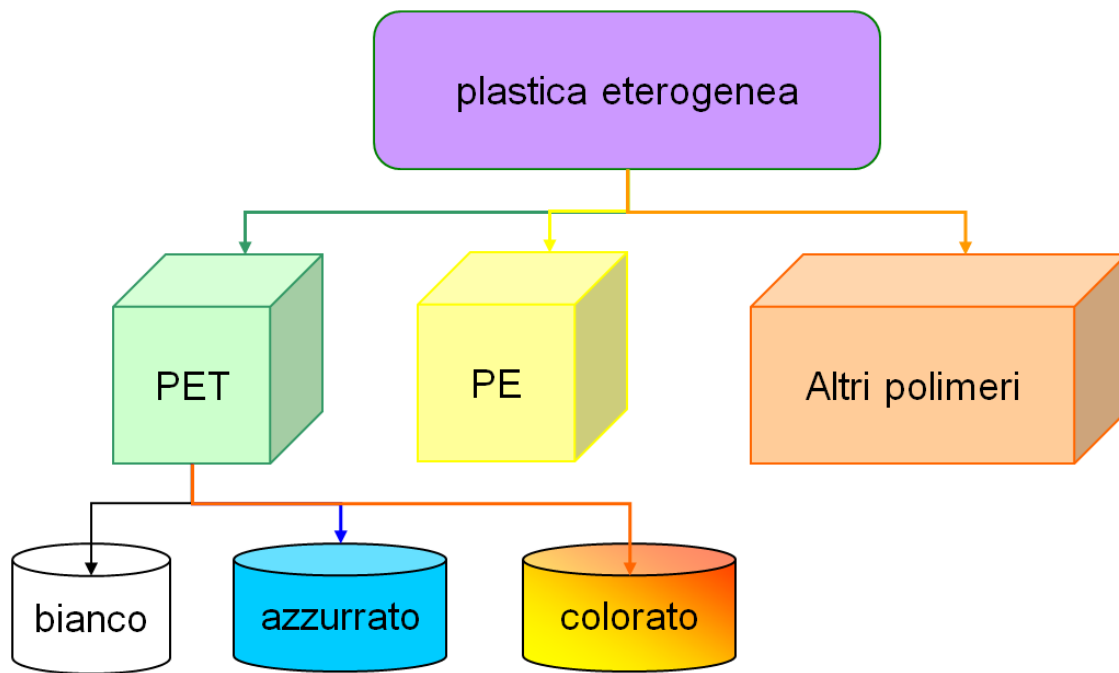 plastica eterogenea
PET
PE
Altri polimeri
bianco
azzurrato
colorato